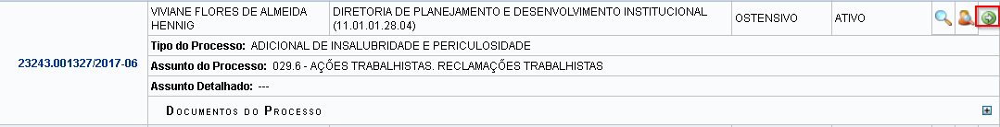 VIVIANE FLORES DE ALMEIDA
HENNIG
DIRETORIA DE PLANEJAMENTO E DESENVOLVIMENTO INSTITUCIONAL
(11.01.01.28.04)
OSTENSIVO
ATIVO
23243.001327/2017-06
Tipo do Processo: ADICIONAL DE INSALUBRIDADE E PERICULOSIDADE
Assunto do Processo: 029.6 - AÇÕES TRABALHISTAS. RECLAMAÇÕES TRABALHISTAS
Assunto Detalhado: ---
DOCUMENTOS DO PROCESSO